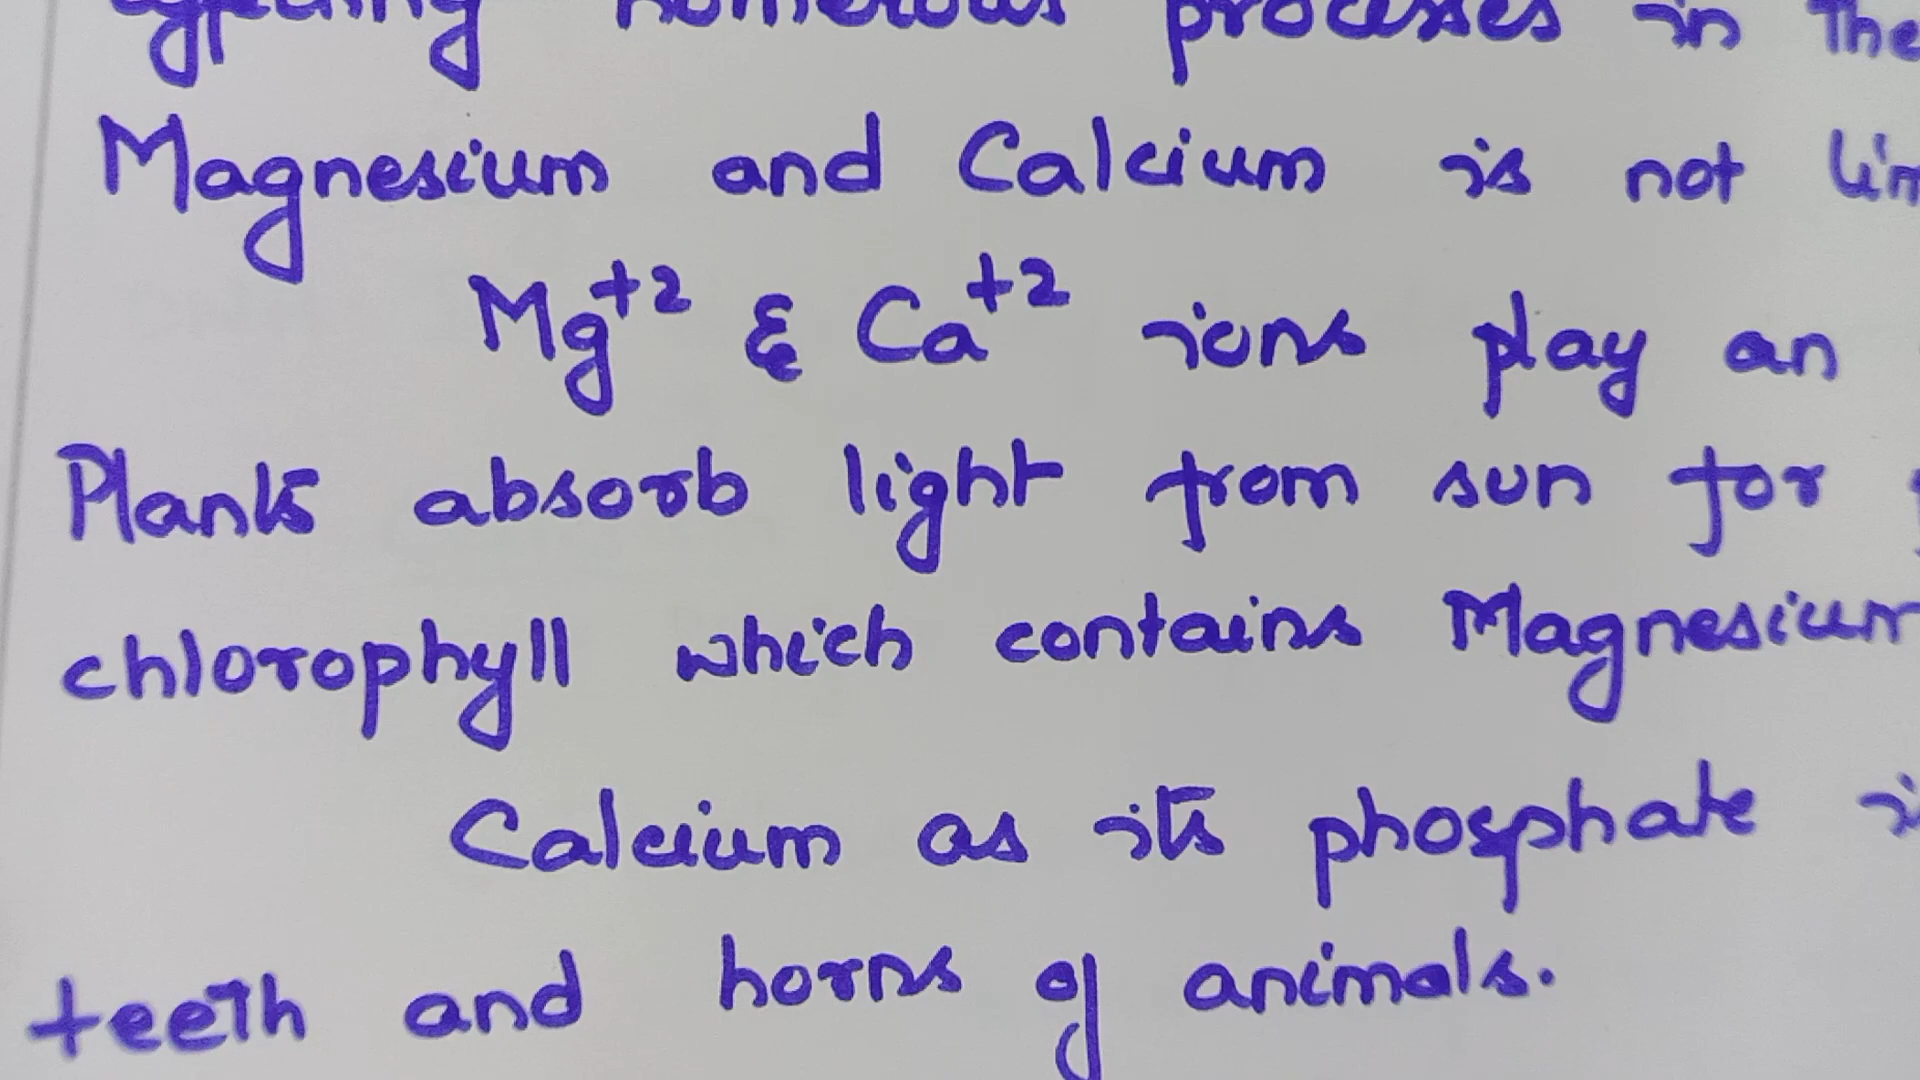 numerous processes in the
Magnesium and Calcium is not
Mg+2 & Ca+2 ions play an
Plants absorb light from sun for
chlorophyll which contains Magnesium
Calcium as its phosphate
teeth and horns of animals.